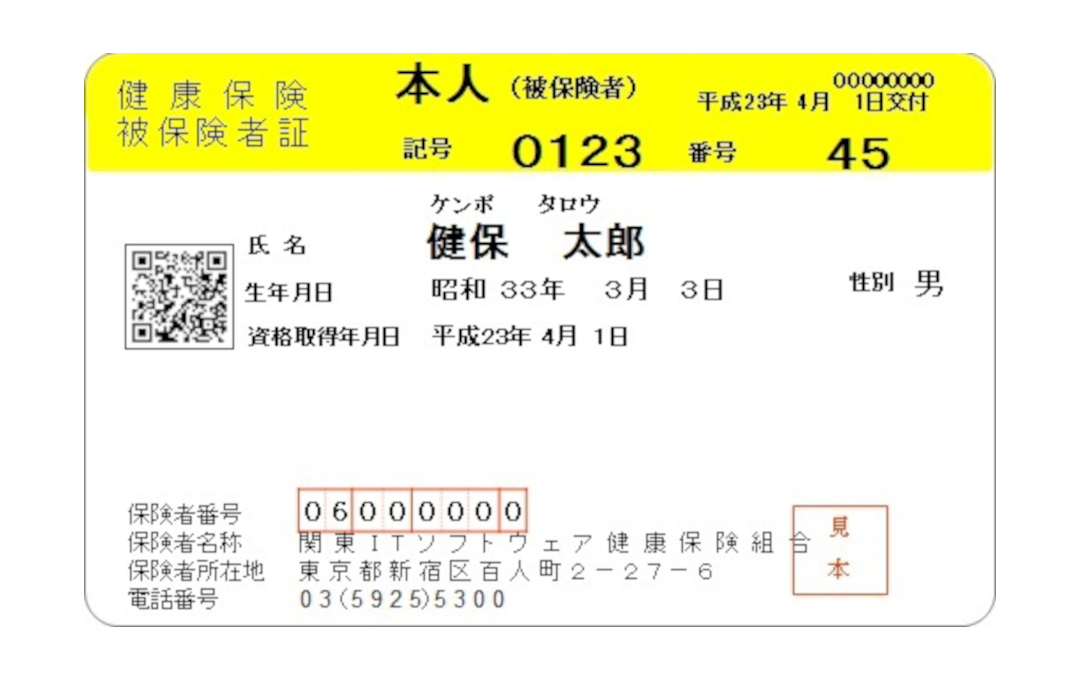 健康保険 本人 (被保険者) 00000000
被保険者証 平成23年 4月 1日交付
記号 0123 番号 45
ケンポ タロウ
氏名 健保 太郎
生年月日 昭和 33年 3月 3日 性別 男
資格取得年月日 平成23年 4月 1日
保険者番号 06000000
保険者名称 関東ITソフトウェア健康保険組合
保険者所在地 東京都新宿区百人町2-27-6
電話番号 03(5925)5300
見
本